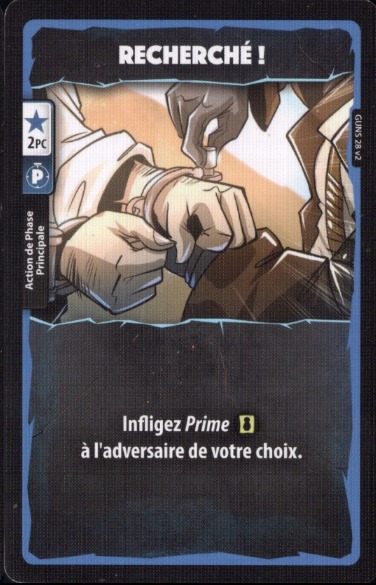 RECHERCHÉ !
2PC
P
Action de Phase
Principale
GUNS 28 v2
Infligez Prime
à l'adversaire de votre choix.